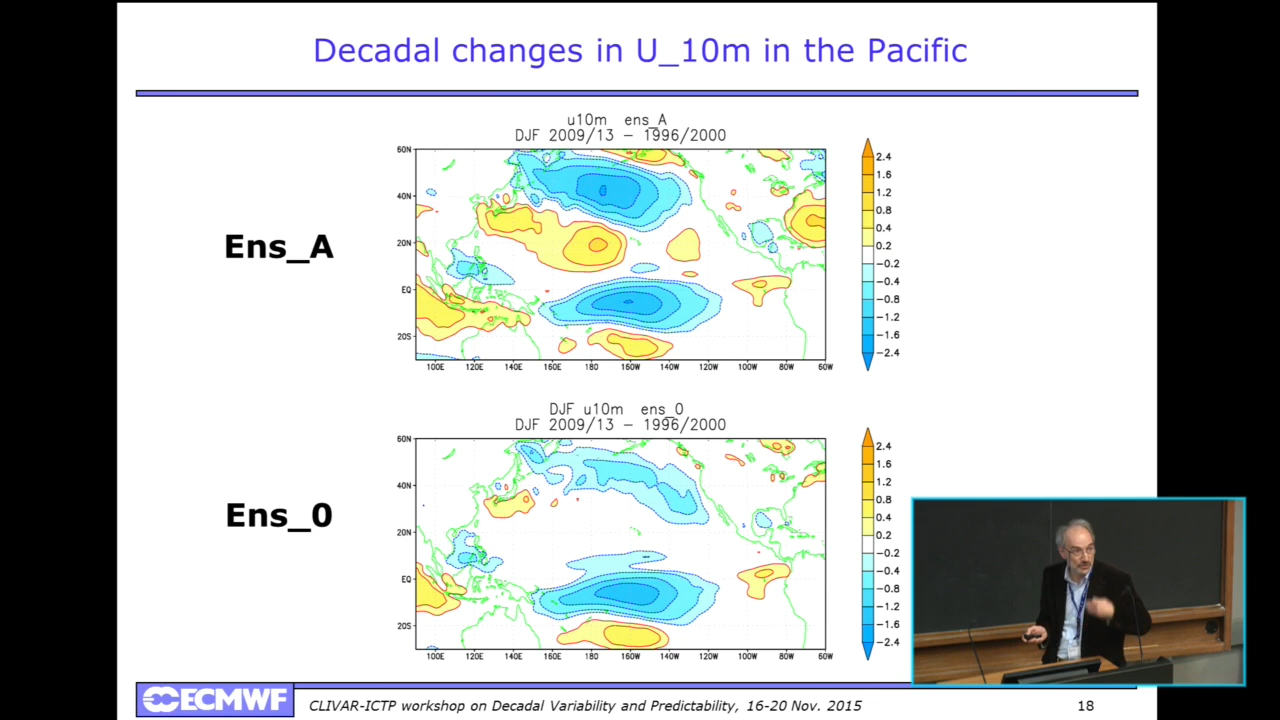 Decadal changes in U_10m in the Pacific
u10m ens_A
DJF 2009/13 − 1996/2000
Ens_A
60N
40N
20N
EQ
20S
100E 120E 140E 160E 180 160W 140W 120W 100W 80W 60W
2.4
1.6
1.2
0.8
0.4
0.2
−0.2
−0.4
−0.8
−1.2
−1.6
−2.4
DJF u10m ens_0
DJF 2009/13 − 1996/2000
Ens_0
60N
40N
20N
EQ
20S
100E 120E 140E 160E 180 160W 140W 120W 100W 80W 60W
2.4
1.6
1.2
0.8
0.4
0.2
−0.2
−0.4
−0.8
−1.2
−1.6
−2.4
ECMWF
CLIVAR-ICTP workshop on Decadal Variability and Predictability, 16-20 Nov. 2015
18